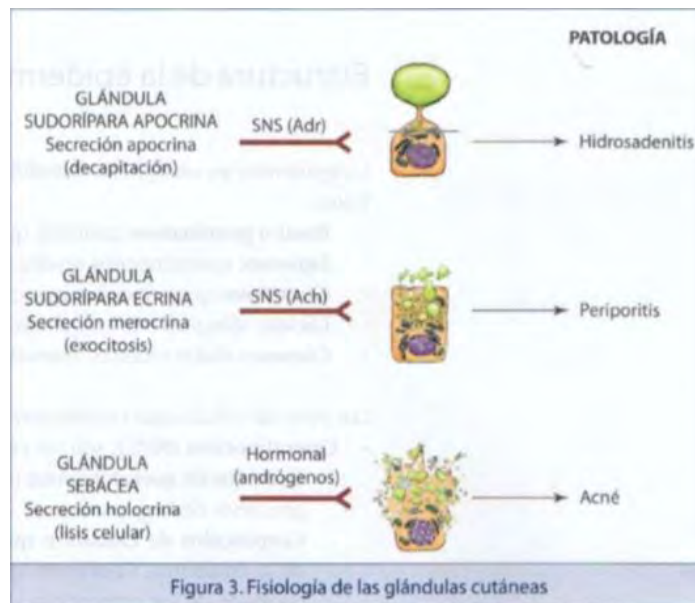 PATOLOGÍA
GLÁNDULA
SUDORÍPARA APOCRINA
Secreción apocrina
(decapitación)
SNS (Adr)
Hidrosadenitis
GLÁNDULA
SUDORÍPARA ECRINA
Secreción merocrina
(exocitosis)
SNS (Ach)
Periporitis
GLÁNDULA
SEBÁCEA
Secreción holocrina
(lisis celular)
Hormonal
(andrógenos)
Acné
Figura 3. Fisiología de las glándulas cutáneas